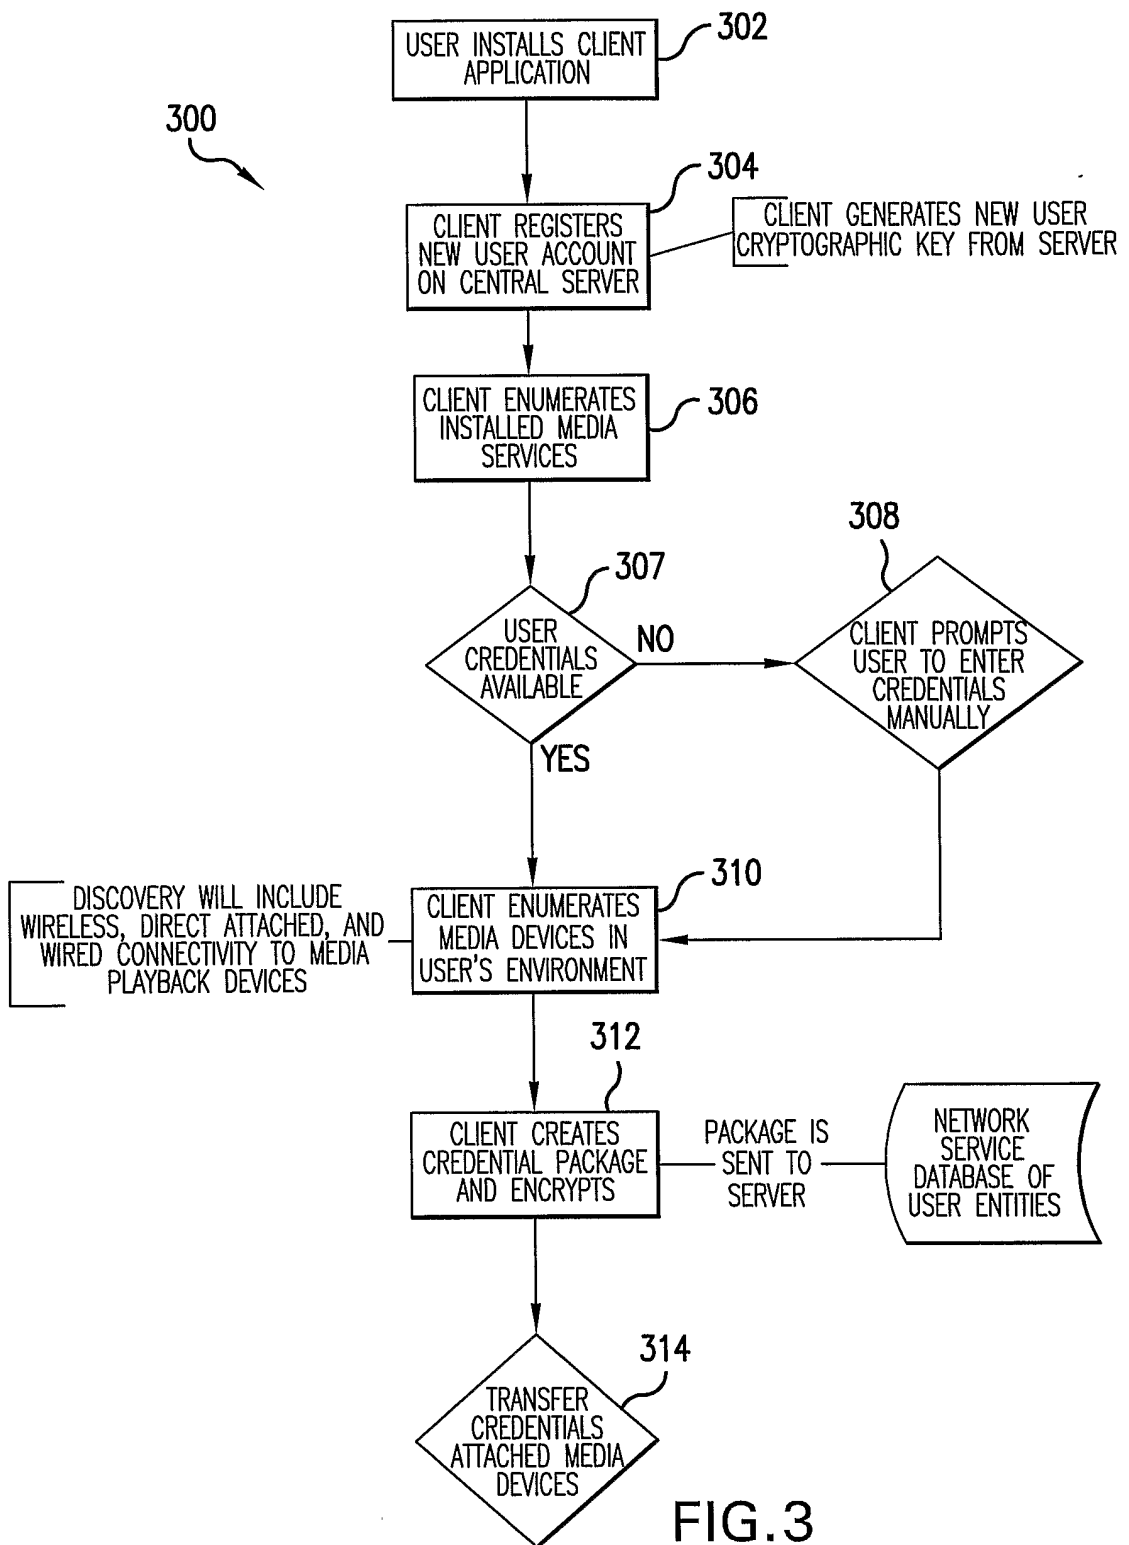 302
USER INSTALLS CLIENT
APPLICATION
300
304
CLIENT REGISTERS
NEW USER ACCOUNT
ON CENTRAL SERVER
CLIENT GENERATES NEW USER
CRYPTOGRAPHIC KEY FROM SERVER
306
CLIENT ENUMERATES
INSTALLED MEDIA
SERVICES
307
USER
CREDENTIALS
AVAILABLE
NO
YES
308
CLIENT PROMPTS
USER TO ENTER
CREDENTIALS
MANUALLY
310
CLIENT ENUMERATES
MEDIA DEVICES IN
USER'S ENVIRONMENT
DISCOVERY WILL INCLUDE
WIRELESS, DIRECT ATTACHED, AND
WIRED CONNECTIVITY TO MEDIA
PLAYBACK DEVICES
312
CLIENT CREATES
CREDENTIAL PACKAGE
AND ENCRYPTS
PACKAGE IS
SENT TO
SERVER
NETWORK
SERVICE
DATABASE OF
USER ENTITIES
314
TRANSFER
CREDENTIALS
ATTACHED MEDIA
DEVICES
FIG.3